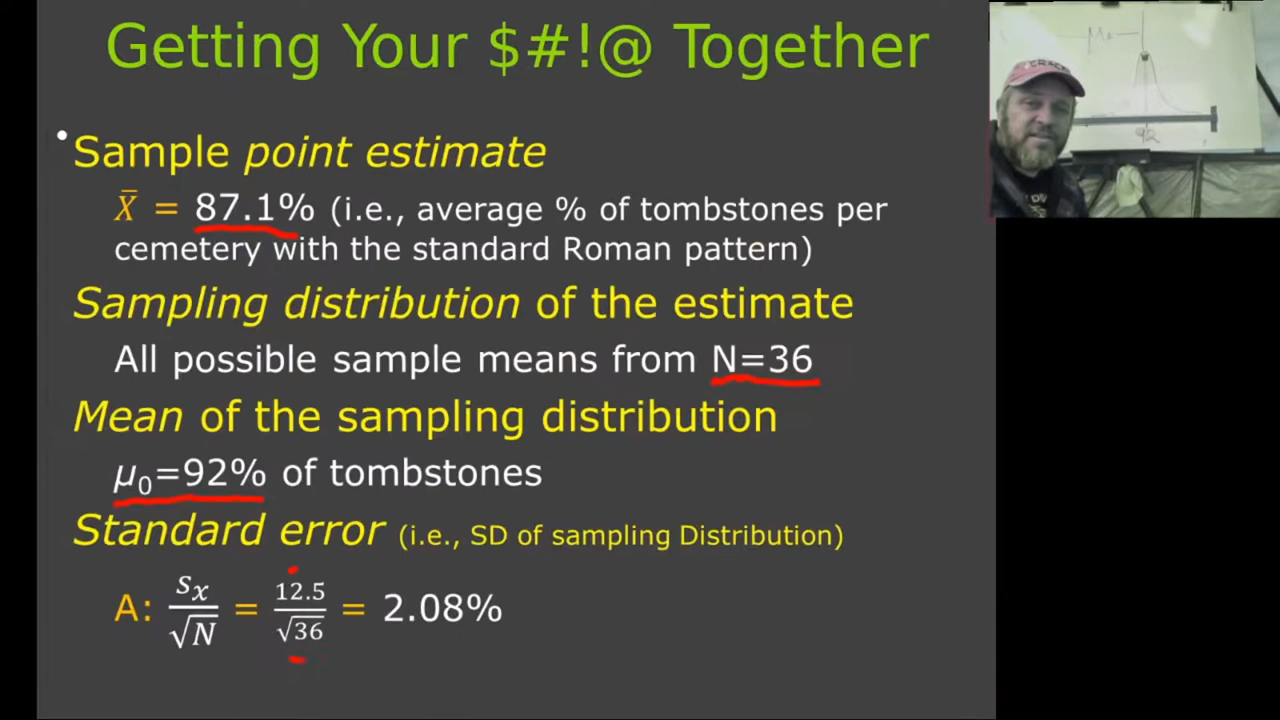 Getting Your $#!@ Together
• Sample point estimate
X̄ = 87.1% (i.e., average % of tombstones per
cemetery with the standard Roman pattern)
Sampling distribution of the estimate
All possible sample means from N=36
Mean of the sampling distribution
μ₀=92% of tombstones
Standard error (i.e., SD of sampling Distribution)
A: sₓ/√N = 12.5/√36 = 2.08%
92